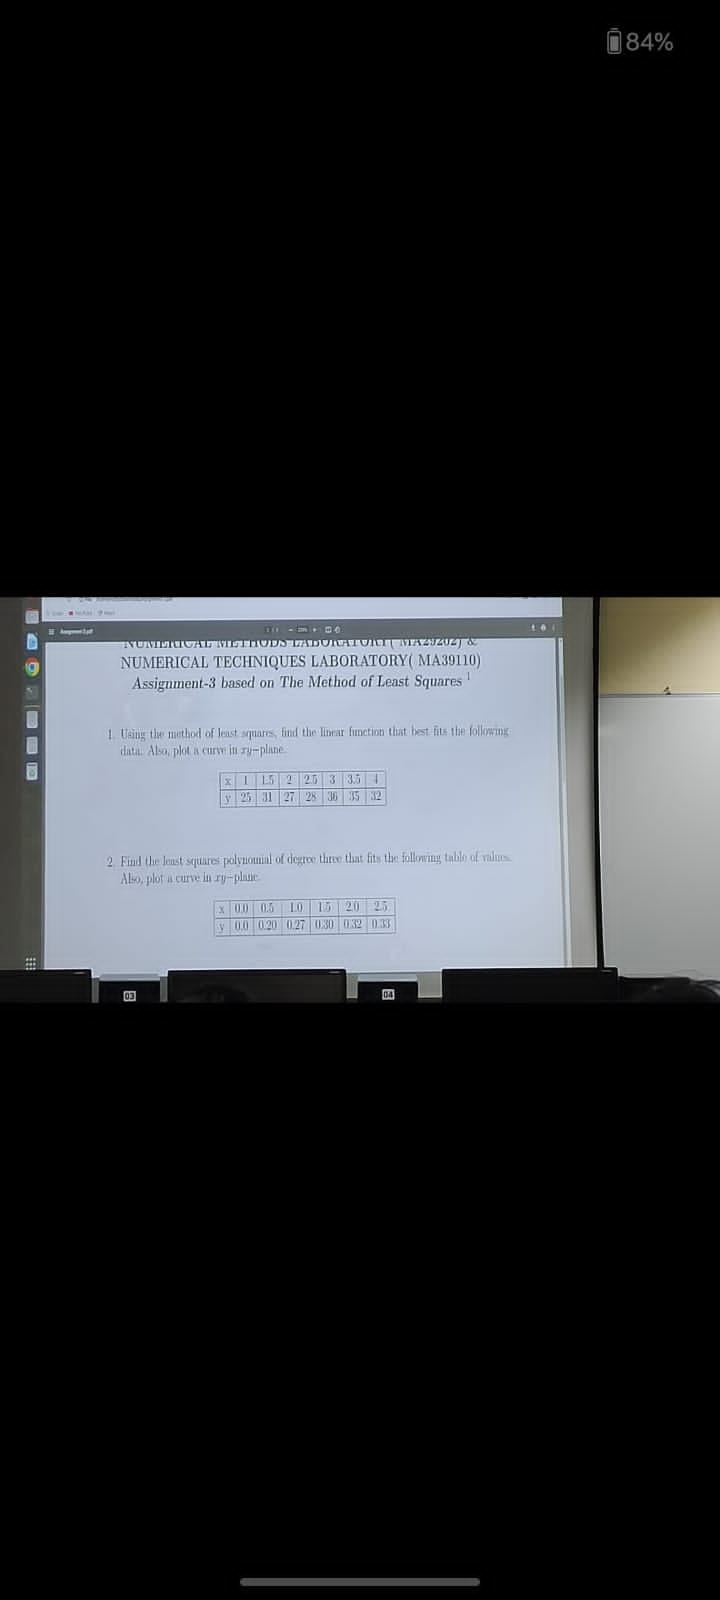 84%
Assignment-3.pdf
NUMERICAL METHODS LABORATORY( MA29202) &
NUMERICAL TECHNIQUES LABORATORY( MA39110)
Assignment-3 based on The Method of Least Squares 1
1. Using the method of least squares, find the linear function that best fits the following
data. Also, plot a curve in xy-plane.
x 1 1.5 2 2.5 3 3.5 4
y 25 31 27 28 36 35 32
2. Find the least squares polynomial of degree three that fits the following table of values.
Also, plot a curve in xy-plane.
x 0.0 0.5 1.0 1.5 2.0 2.5
y 0.0 0.20 0.27 0.30 0.32 0.33
03
04